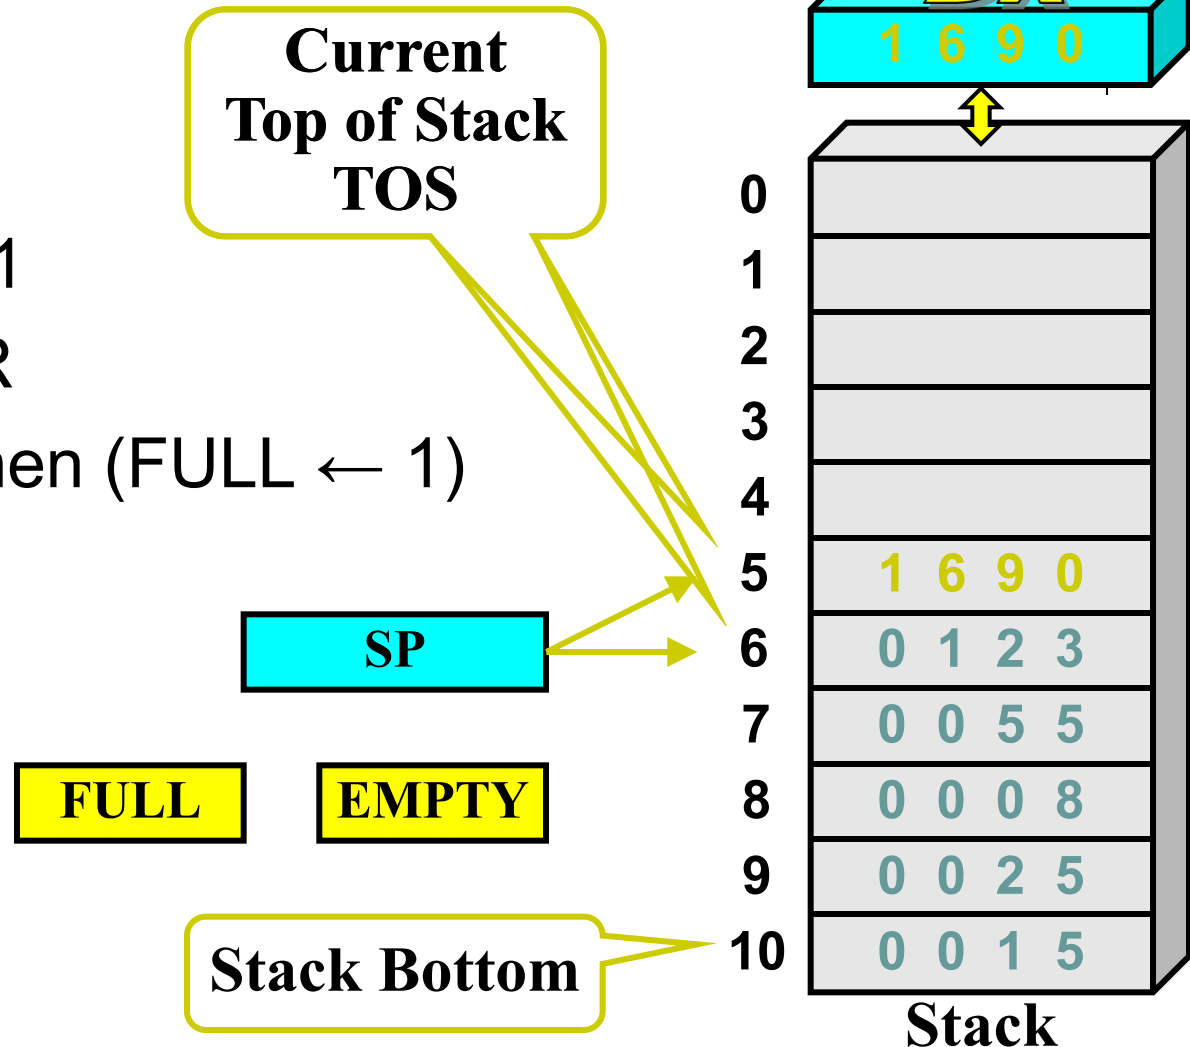 Current
Top of Stack
TOS
1 6 9 0
0
1
2
3
4
5 1 6 9 0
6 0 1 2 3
7 0 0 5 5
8 0 0 0 8
9 0 0 2 5
10 0 0 1 5
Stack
1
R
en (FULL ← 1)
SP
FULL EMPTY
Stack Bottom